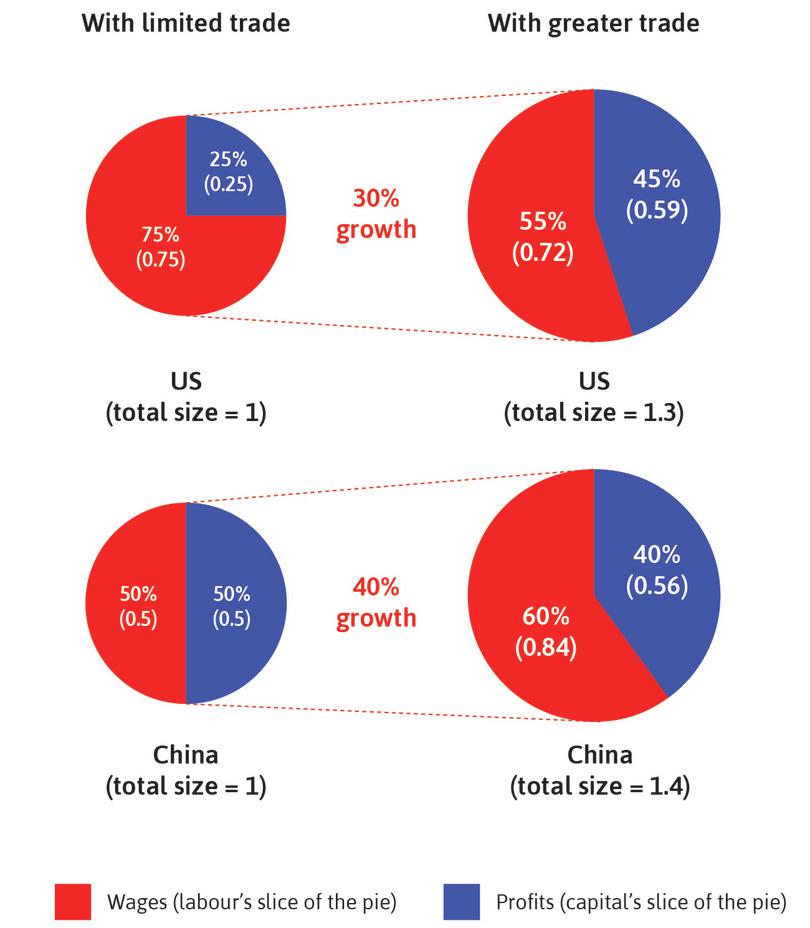 With limited trade
With greater trade
25%
(0.25)
75%
(0.75)
30%
growth
45%
(0.59)
55%
(0.72)
US
(total size = 1)
US
(total size = 1.3)
50%
(0.5)
50%
(0.5)
40%
growth
40%
(0.56)
60%
(0.84)
China
(total size = 1)
China
(total size = 1.4)
Wages (labour’s slice of the pie)
Profits (capital’s slice of the pie)